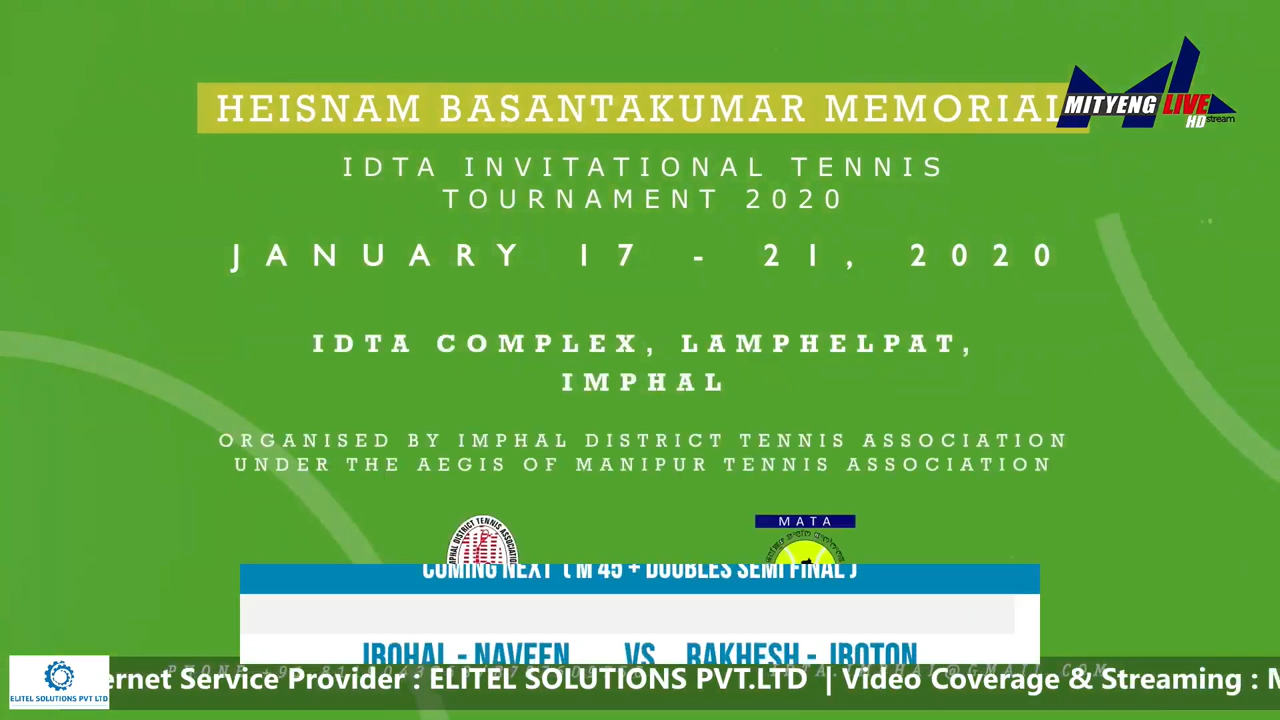 HEISNAM BASANTAKUMAR MEMORIAL
MITYENG LIVE
HD stream
IDTA INVITATIONAL TENNIS
TOURNAMENT 2020
JANUARY 17 - 21, 2020
IDTA COMPLEX, LAMPHELPAT,
IMPHAL
ORGANISED BY IMPHAL DISTRICT TENNIS ASSOCIATION
UNDER THE AEGIS OF MANIPUR TENNIS ASSOCIATION
MATA
COMING NEXT ( M 45 + DOUBLES SEMI FINAL )
IBOHAL - NAVEEN VS RAKHESH - IBOTON
ernet Service Provider : ELITEL SOLUTIONS PVT.LTD | Video Coverage & Streaming : M
ELITEL SOLUTIONS PVT LTD